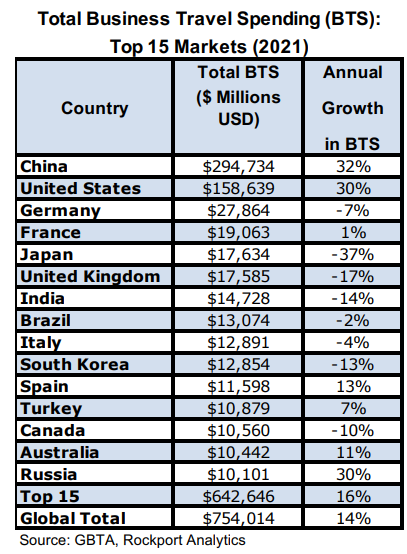 Total Business Travel Spending (BTS):
Top 15 Markets (2021)
Country Total BTS ($ Millions USD) Annual Growth in BTS
China $294,734 32%
United States $158,639 30%
Germany $27,864 -7%
France $19,063 1%
Japan $17,634 -37%
United Kingdom $17,585 -17%
India $14,728 -14%
Brazil $13,074 -2%
Italy $12,891 -4%
South Korea $12,854 -13%
Spain $11,598 13%
Turkey $10,879 7%
Canada $10,560 -10%
Australia $10,442 11%
Russia $10,101 30%
Top 15 $642,646 16%
Global Total $754,014 14%
Source: GBTA, Rockport Analytics